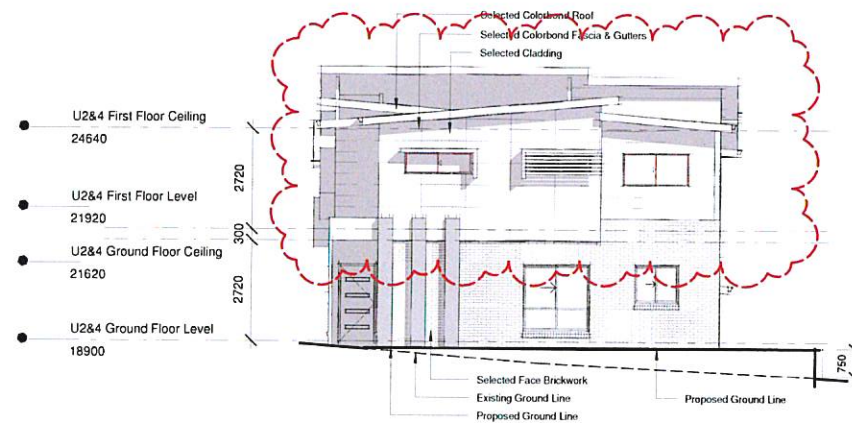 Selected Colorbond Roof
Selected Colorbond Fascia & Gutters
Selected Cladding
U2&4 First Floor Ceiling
24640
2720
U2&4 First Floor Level
21920
300
U2&4 Ground Floor Ceiling
21620
2720
U2&4 Ground Floor Level
18900
750
Selected Face Brickwork
Existing Ground Line
Proposed Ground Line
Proposed Ground Line